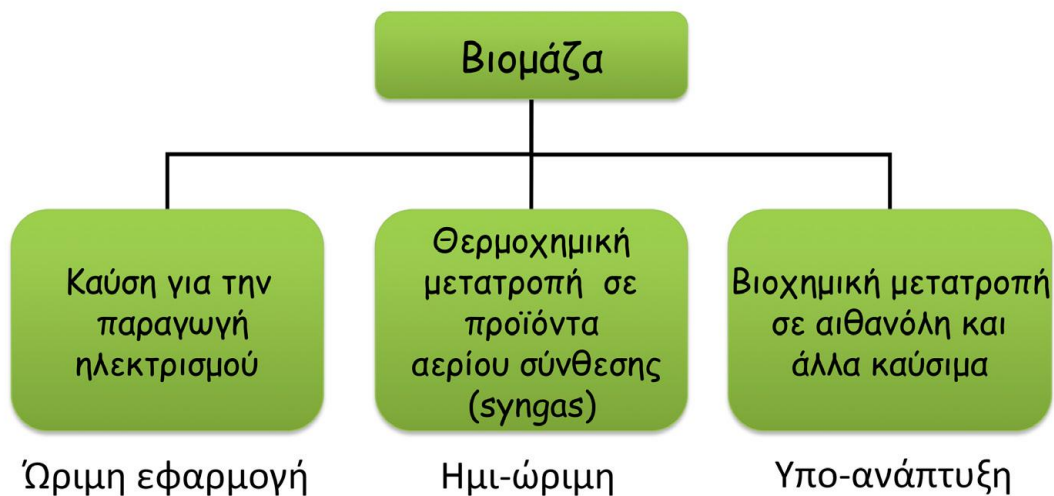 Βιομάζα
Καύση για την
παραγωγή
ηλεκτρισμού
Θερμοχημική
μετατροπή σε
προϊόντα
αερίου σύνθεσης
(syngas)
Βιοχημική μετατροπή
σε αιθανόλη και
άλλα καύσιμα
Ώριμη εφαρμογή
Ημι-ώριμη
Υπο-ανάπτυξη